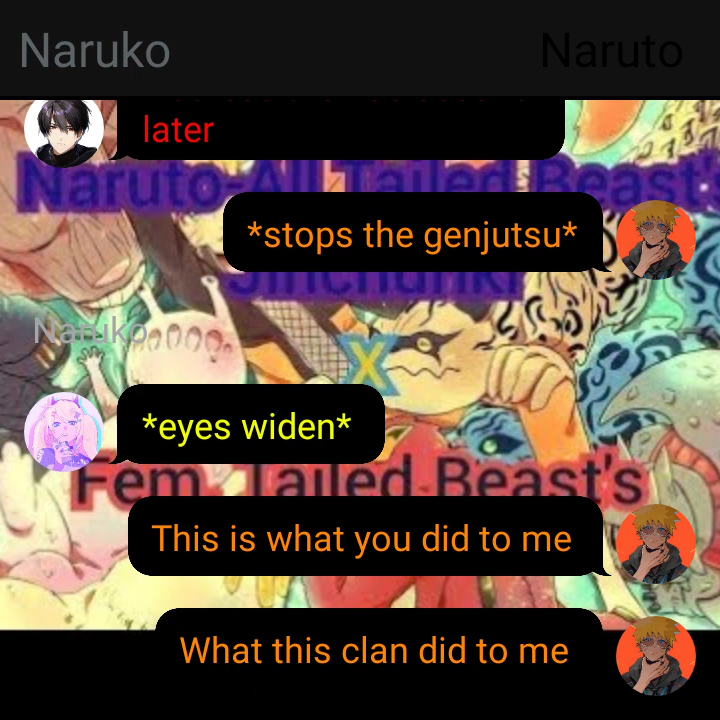 Naruko
Naruto
later
Naruto-All Tailed Beast's
*stops the genjutsu*
Jinchuriki
Naruko
X
*eyes widen*
Fem. Tailed Beast's
This is what you did to me
What this clan did to me